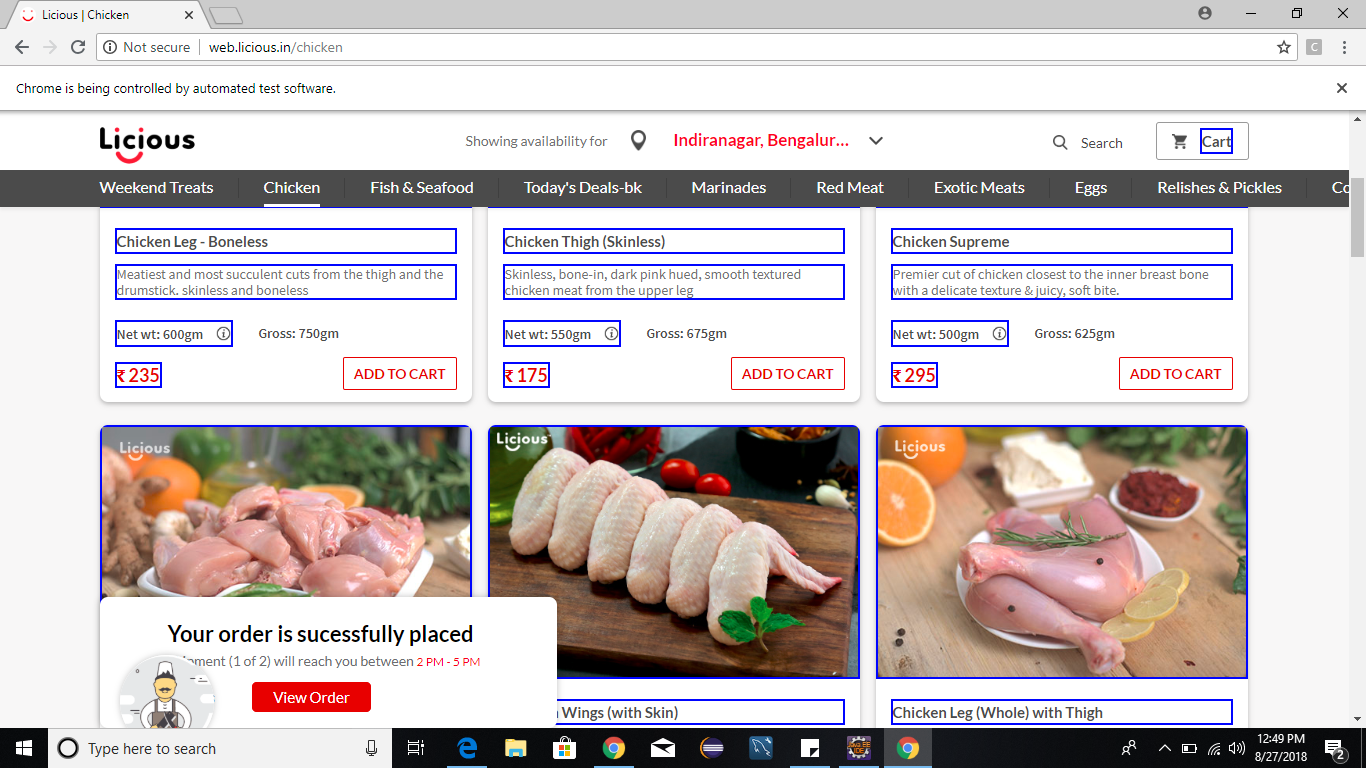 Licious | Chicken
Not secure
web.licious.in/chicken
C
Chrome is being controlled by automated test software.
Licious
Showing availability for
Indiranagar, Bengalur...
Search
Cart
Weekend Treats
Chicken
Fish & Seafood
Today's Deals-bk
Marinades
Red Meat
Exotic Meats
Eggs
Relishes & Pickles
Co
Chicken Leg - Boneless
Meatiest and most succulent cuts from the thigh and the
drumstick. skinless and boneless
Net wt: 600gm
Gross: 750gm
₹ 235
ADD TO CART
Chicken Thigh (Skinless)
Skinless, bone-in, dark pink hued, smooth textured
chicken meat from the upper leg
Net wt: 550gm
Gross: 675gm
₹ 175
ADD TO CART
Chicken Supreme
Premier cut of chicken closest to the inner breast bone
with a delicate texture & juicy, soft bite.
Net wt: 500gm
Gross: 625gm
₹ 295
ADD TO CART
Licious
Licious
Licious
Your order is sucessfully placed
(1 of 2) will reach you between 2 PM - 5 PM
View Order
Wings (with Skin)
Chicken Leg (Whole) with Thigh
Type here to search
12:49 PM
8/27/2018
2